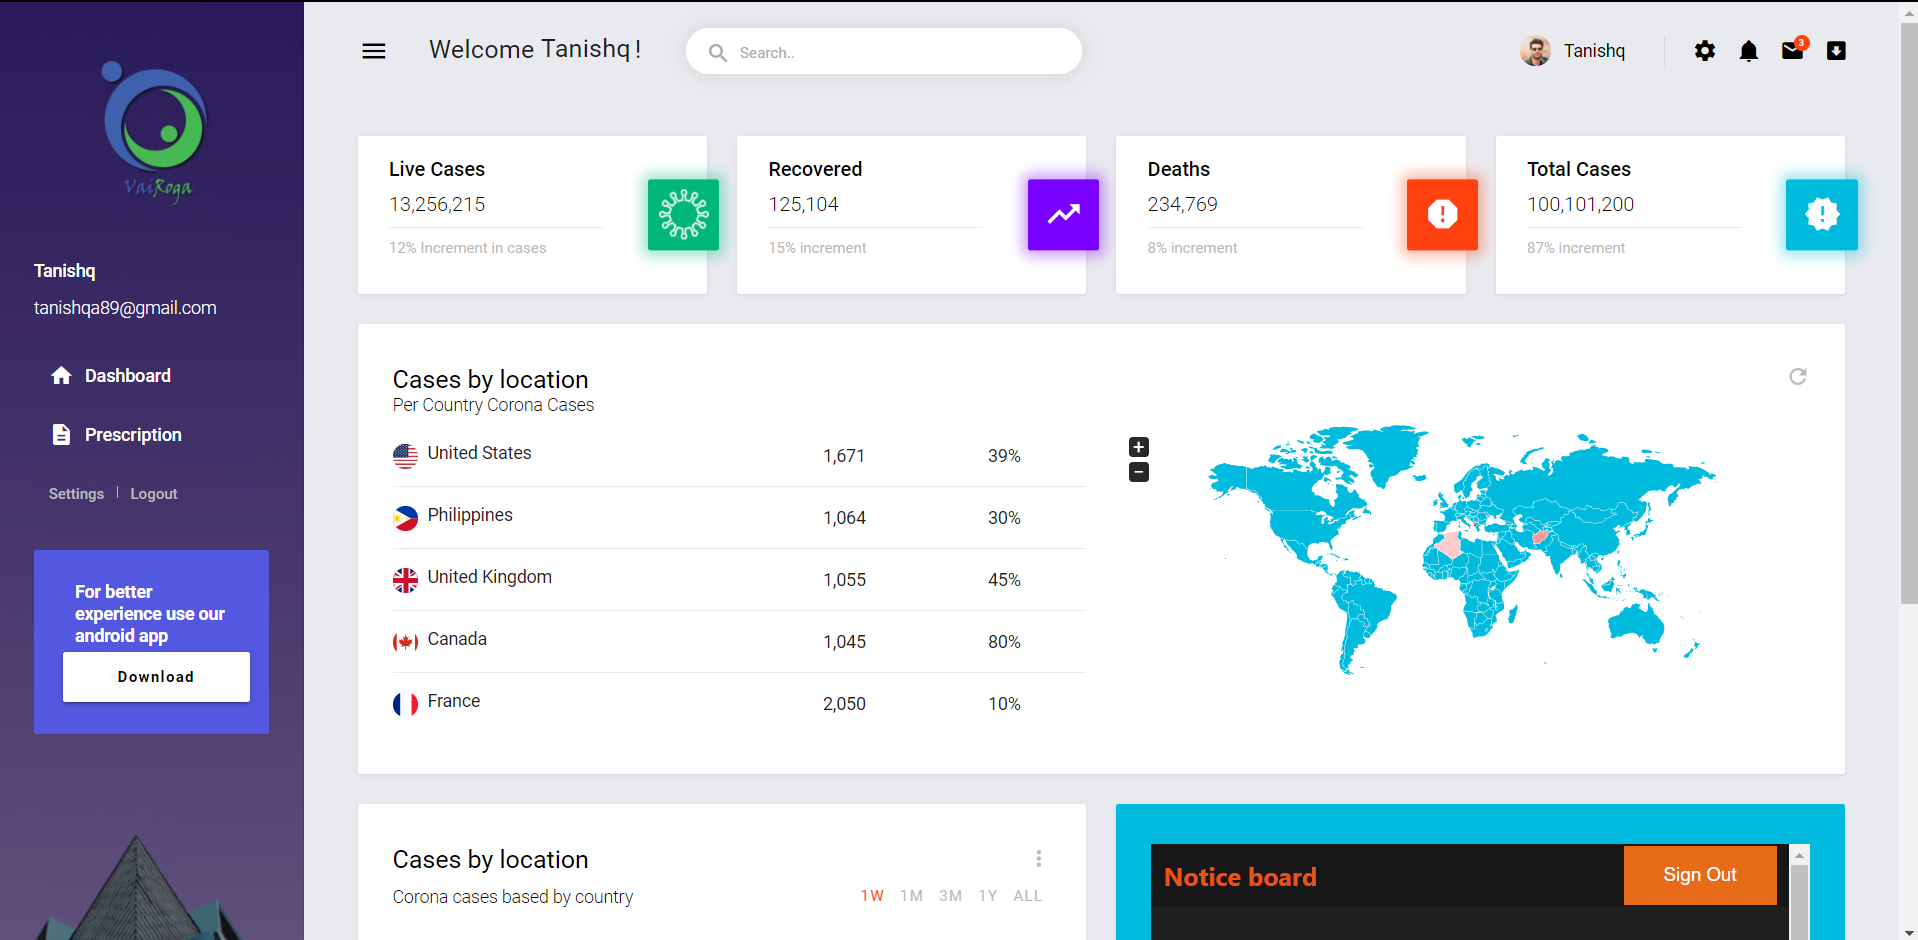 VaiRoga
Tanishq
tanishqa89@gmail.com
Dashboard
Prescription
Settings | Logout
For better
experience use our
android app
Download
Welcome Tanishq !
Search..
Tanishq
3
Live Cases
13,256,215
12% Increment in cases
Recovered
125,104
15% increment
Deaths
234,769
8% increment
Total Cases
100,101,200
87% increment
Cases by location
Per Country Corona Cases
United States 1,671 39%
Philippines 1,064 30%
United Kingdom 1,055 45%
Canada 1,045 80%
France 2,050 10%
+
−
Cases by location
Corona cases based by country
1W 1M 3M 1Y ALL
Notice board
Sign Out